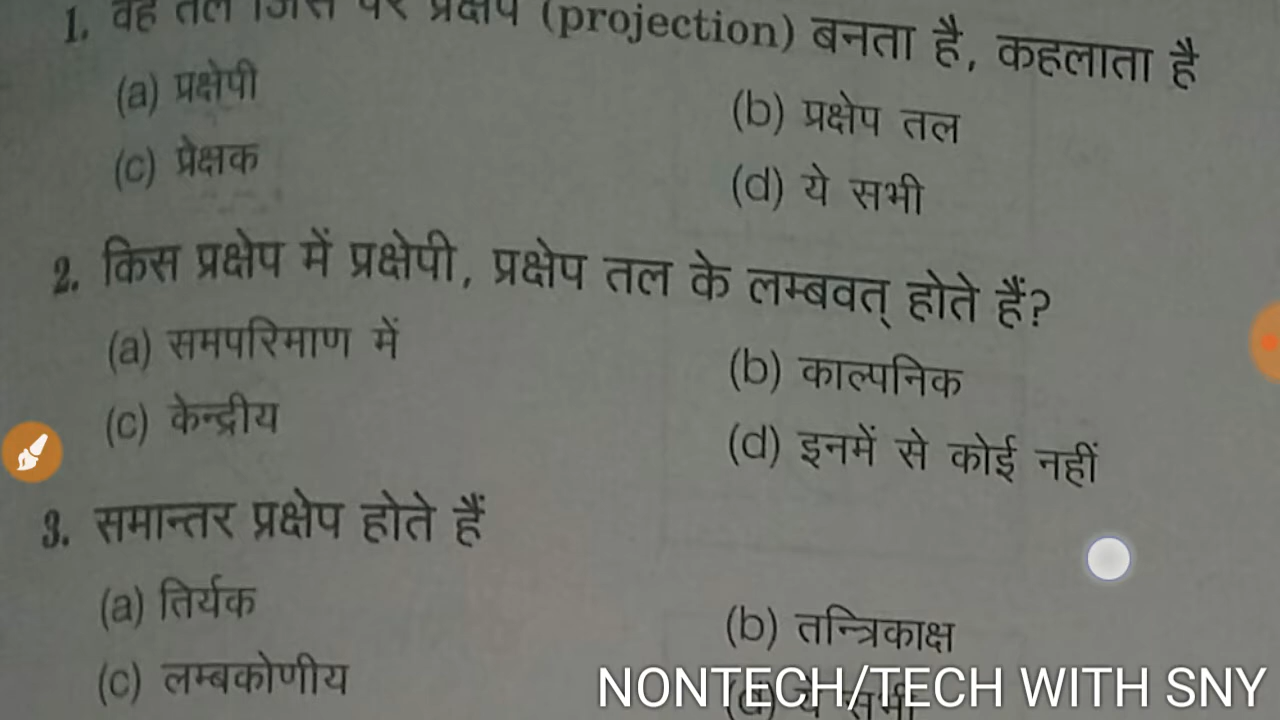 1. वह तल जिस पर प्रक्षेप (projection) बनता है, कहलाता है
(a) प्रक्षेपी
(b) प्रक्षेप तल
(c) प्रेक्षक
(d) ये सभी
2. किस प्रक्षेप में प्रक्षेपी, प्रक्षेप तल के लम्बवत् होते हैं?
(a) समपरिमाण में
(b) काल्पनिक
(c) केन्द्रीय
(d) इनमें से कोई नहीं
3. समान्तर प्रक्षेप होते हैं
(a) तिर्यक
(b) तन्त्रिकाक्ष
(c) लम्बकोणीय
(d) ये सभी
NONTECH/TECH WITH SNY